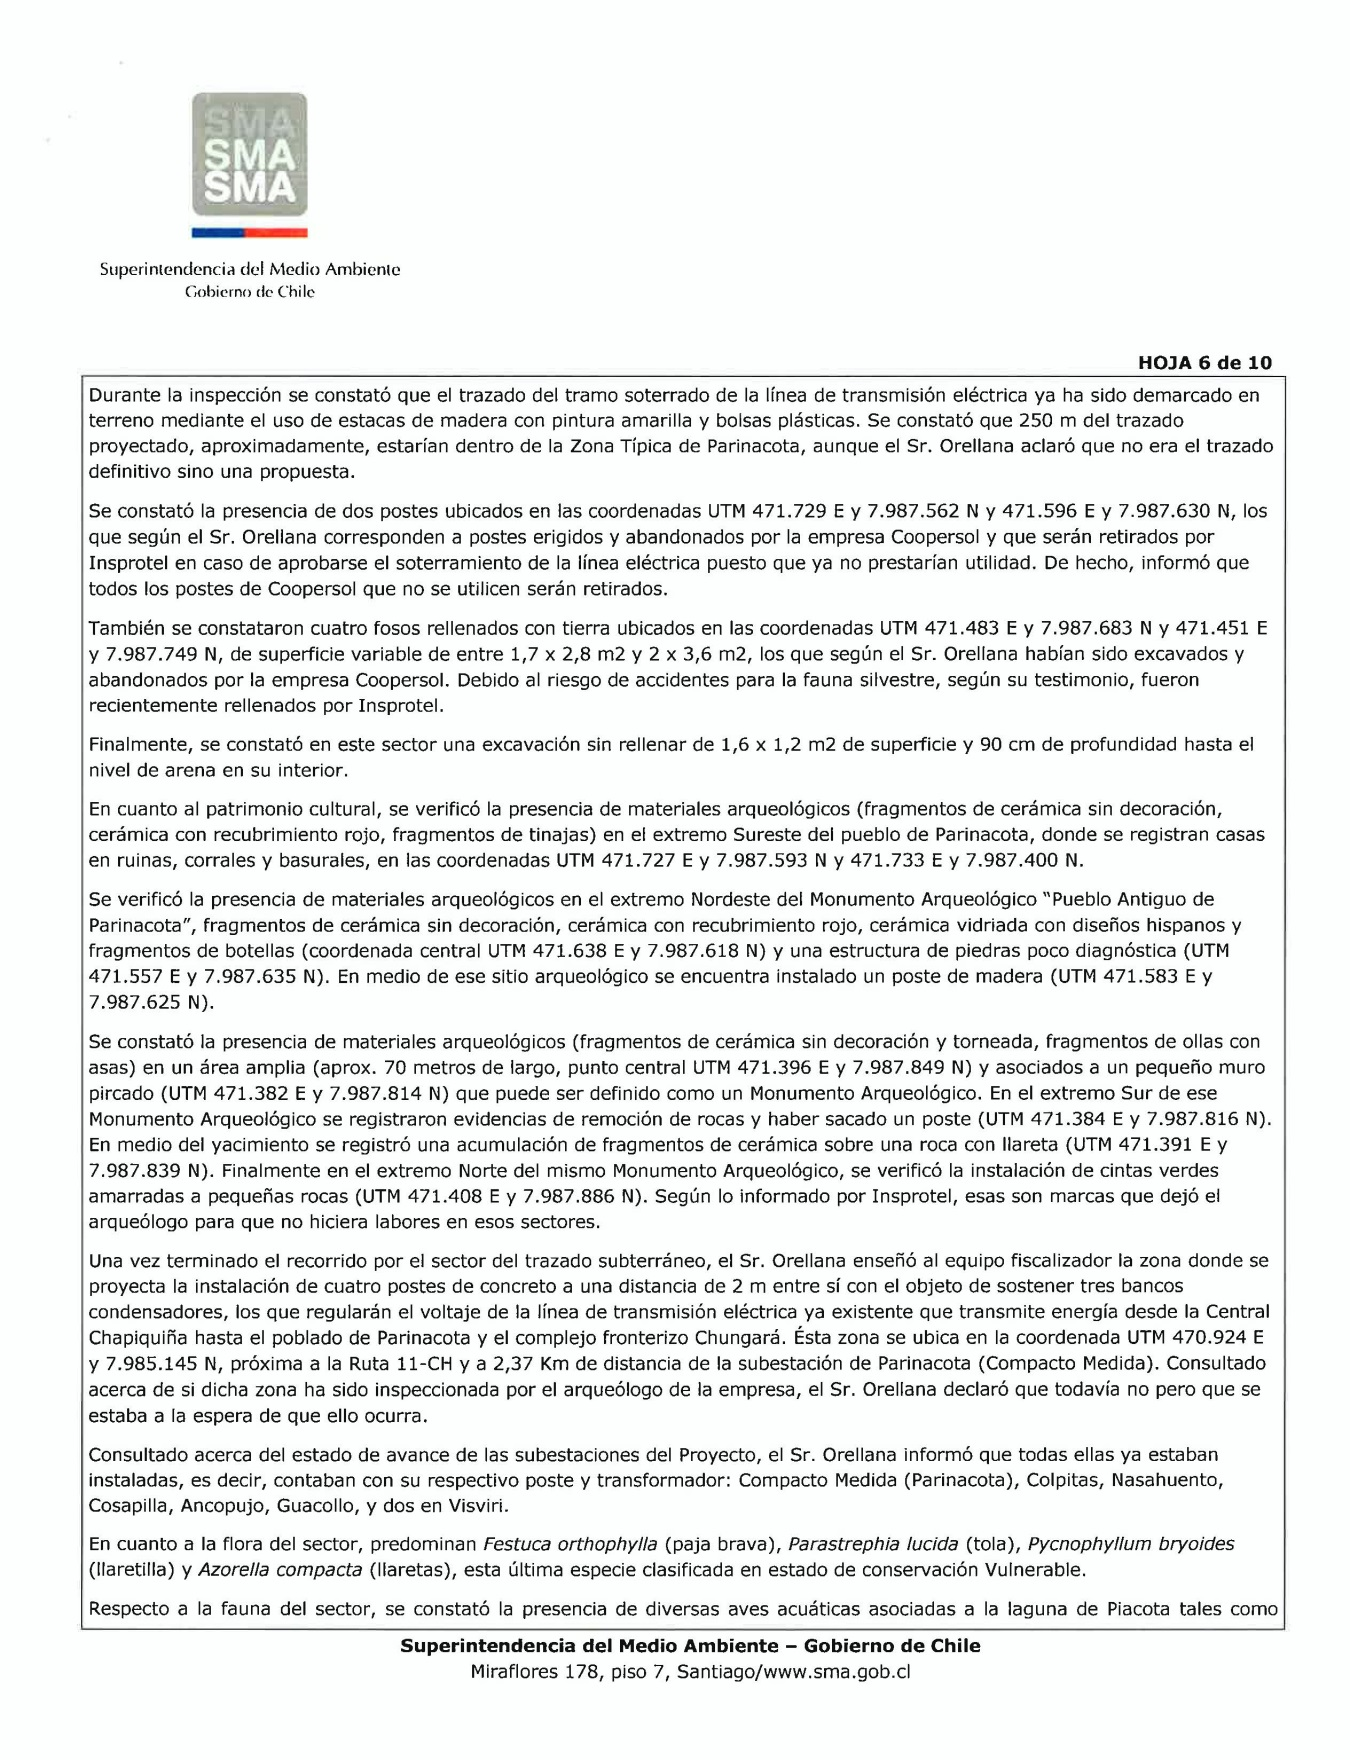 SMA
SMA
SMA
Superintendencia del Medio Ambiente
Gobierno de Chile
HOJA 6 de 10
Durante la inspección se constató que el trazado del tramo soterrado de la línea de transmisión eléctrica ya ha sido demarcado en
terreno mediante el uso de estacas de madera con pintura amarilla y bolsas plásticas. Se constató que 250 m del trazado
proyectado, aproximadamente, estarían dentro de la Zona Típica de Parinacota, aunque el Sr. Orellana aclaró que no era el trazado
definitivo sino una propuesta.
Se constató la presencia de dos postes ubicados en las coordenadas UTM 471.729 E y 7.987.562 N y 471.596 E y 7.987.630 N, los
que según el Sr. Orellana corresponden a postes erigidos y abandonados por la empresa Coopersol y que serán retirados por
Insprotel en caso de aprobarse el soterramiento de la línea eléctrica puesto que ya no prestarían utilidad. De hecho, informó que
todos los postes de Coopersol que no se utilicen serán retirados.
También se constataron cuatro fosos rellenados con tierra ubicados en las coordenadas UTM 471.483 E y 7.987.683 N y 471.451 E
y 7.987.749 N, de superficie variable de entre 1,7 x 2,8 m2 y 2 x 3,6 m2, los que según el Sr. Orellana habían sido excavados y
abandonados por la empresa Coopersol. Debido al riesgo de accidentes para la fauna silvestre, según su testimonio, fueron
recientemente rellenados por Insprotel.
Finalmente, se constató en este sector una excavación sin rellenar de 1,6 x 1,2 m2 de superficie y 90 cm de profundidad hasta el
nivel de arena en su interior.
En cuanto al patrimonio cultural, se verificó la presencia de materiales arqueológicos (fragmentos de cerámica sin decoración,
cerámica con recubrimiento rojo, fragmentos de tinajas) en el extremo Sureste del pueblo de Parinacota, donde se registran casas
en ruinas, corrales y basurales, en las coordenadas UTM 471.727 E y 7.987.593 N y 471.733 E y 7.987.400 N.
Se verificó la presencia de materiales arqueológicos en el extremo Nordeste del Monumento Arqueológico "Pueblo Antiguo de
Parinacota", fragmentos de cerámica sin decoración, cerámica con recubrimiento rojo, cerámica vidriada con diseños hispanos y
fragmentos de botellas (coordenada central UTM 471.638 E y 7.987.618 N) y una estructura de piedras poco diagnóstica (UTM
471.557 E y 7.987.635 N). En medio de ese sitio arqueológico se encuentra instalado un poste de madera (UTM 471.583 E y
7.987.625 N).
Se constató la presencia de materiales arqueológicos (fragmentos de cerámica sin decoración y torneada, fragmentos de ollas con
asas) en un área amplia (aprox. 70 metros de largo, punto central UTM 471.396 E y 7.987.849 N) y asociados a un pequeño muro
pircado (UTM 471.382 E y 7.987.814 N) que puede ser definido como un Monumento Arqueológico. En el extremo Sur de ese
Monumento Arqueológico se registraron evidencias de remoción de rocas y haber sacado un poste (UTM 471.384 E y 7.987.816 N).
En medio del yacimiento se registró una acumulación de fragmentos de cerámica sobre una roca con llareta (UTM 471.391 E y
7.987.839 N). Finalmente en el extremo Norte del mismo Monumento Arqueológico, se verificó la instalación de cintas verdes
amarradas a pequeñas rocas (UTM 471.408 E y 7.987.886 N). Según lo informado por Insprotel, esas son marcas que dejó el
arqueólogo para que no hiciera labores en esos sectores.
Una vez terminado el recorrido por el sector del trazado subterráneo, el Sr. Orellana enseñó al equipo fiscalizador la zona donde se
proyecta la instalación de cuatro postes de concreto a una distancia de 2 m entre sí con el objeto de sostener tres bancos
condensadores, los que regularán el voltaje de la línea de transmisión eléctrica ya existente que transmite energía desde la Central
Chapiquiña hasta el poblado de Parinacota y el complejo fronterizo Chungará. Ésta zona se ubica en la coordenada UTM 470.924 E
y 7.985.145 N, próxima a la Ruta 11-CH y a 2,37 Km de distancia de la subestación de Parinacota (Compacto Medida). Consultado
acerca de si dicha zona ha sido inspeccionada por el arqueólogo de la empresa, el Sr. Orellana declaró que todavía no pero que se
estaba a la espera de que ello ocurra.
Consultado acerca del estado de avance de las subestaciones del Proyecto, el Sr. Orellana informó que todas ellas ya estaban
instaladas, es decir, contaban con su respectivo poste y transformador: Compacto Medida (Parinacota), Colpitas, Nasahuento,
Cosapilla, Ancopujo, Guacollo, y dos en Visviri.
En cuanto a la flora del sector, predominan Festuca orthophylla (paja brava), Parastrephia lucida (tola), Pycnophyllum bryoides
(llaretilla) y Azorella compacta (llaretas), esta última especie clasificada en estado de conservación Vulnerable.
Respecto a la fauna del sector, se constató la presencia de diversas aves acuáticas asociadas a la laguna de Piacota tales como
Superintendencia del Medio Ambiente – Gobierno de Chile
Miraflores 178, piso 7, Santiago/www.sma.gob.cl